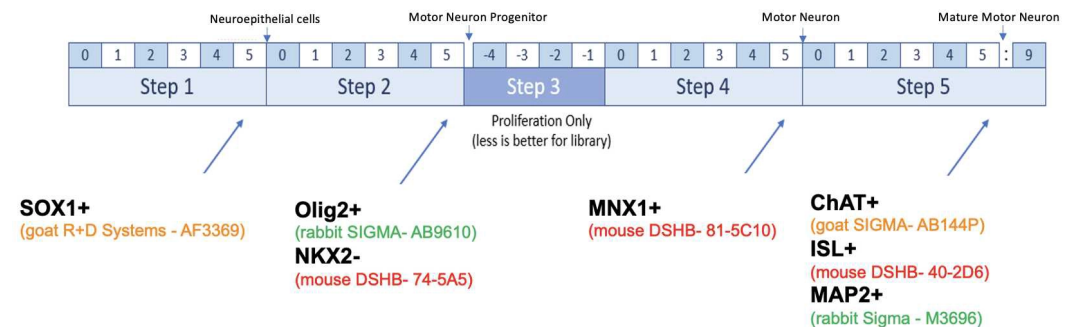 Neuroepithelial cells
Motor Neuron Progenitor
Motor Neuron
Mature Motor Neuron
0 1 2 3 4 5 0 1 2 3 4 5 -4 -3 -2 -1 0 1 2 3 4 5 0 1 2 3 4 5 : 9
Step 1 Step 2 Step 3 Step 4 Step 5
Proliferation Only
(less is better for library)
SOX1+
(goat R+D Systems - AF3369)
Olig2+
(rabbit SIGMA- AB9610)
NKX2-
(mouse DSHB- 74-5A5)
MNX1+
(mouse DSHB- 81-5C10)
ChAT+
(goat SIGMA- AB144P)
ISL+
(mouse DSHB- 40-2D6)
MAP2+
(rabbit Sigma - M3696)